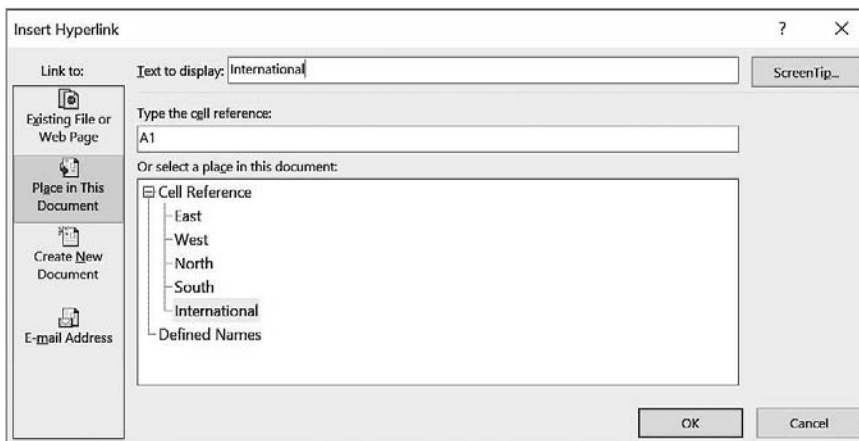 Insert Hyperlink
? X
Link to:
Text to display: International
ScreenTip...
Existing File or
Web Page
Place in This
Document
Create New
Document
E-mail Address
Type the cell reference:
A1
Or select a place in this document:
Cell Reference
East
West
North
South
International
Defined Names
OK
Cancel